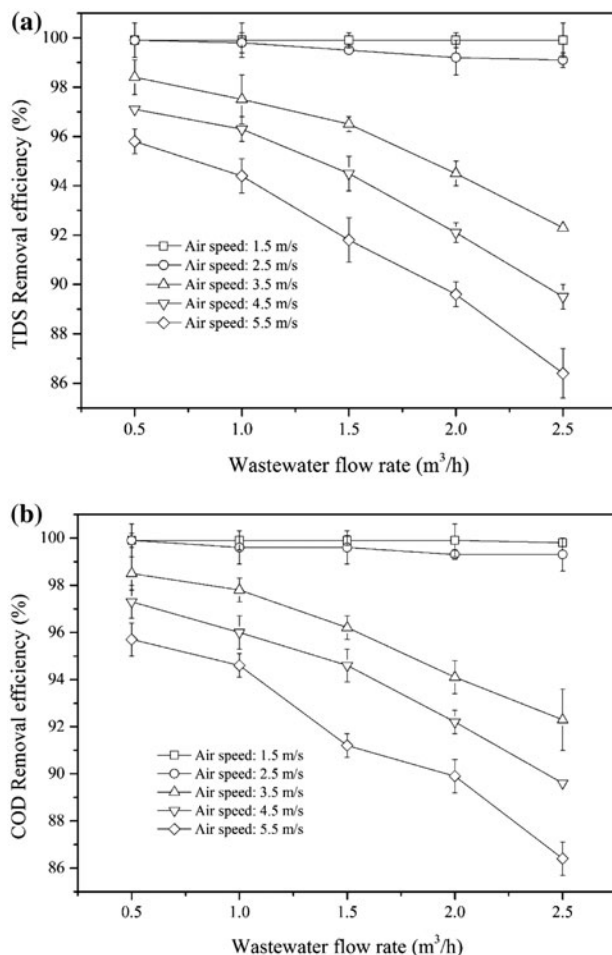 (a)
100
98
96
94
92
90
88
86
TDS Removal efficiency (%)
Air speed: 1.5 m/s
Air speed: 2.5 m/s
Air speed: 3.5 m/s
Air speed: 4.5 m/s
Air speed: 5.5 m/s
0.5 1.0 1.5 2.0 2.5
Wastewater flow rate (m³/h)
(b)
100
98
96
94
92
90
88
86
COD Removal efficiency (%)
Air speed: 1.5 m/s
Air speed: 2.5 m/s
Air speed: 3.5 m/s
Air speed: 4.5 m/s
Air speed: 5.5 m/s
0.5 1.0 1.5 2.0 2.5
Wastewater flow rate (m³/h)